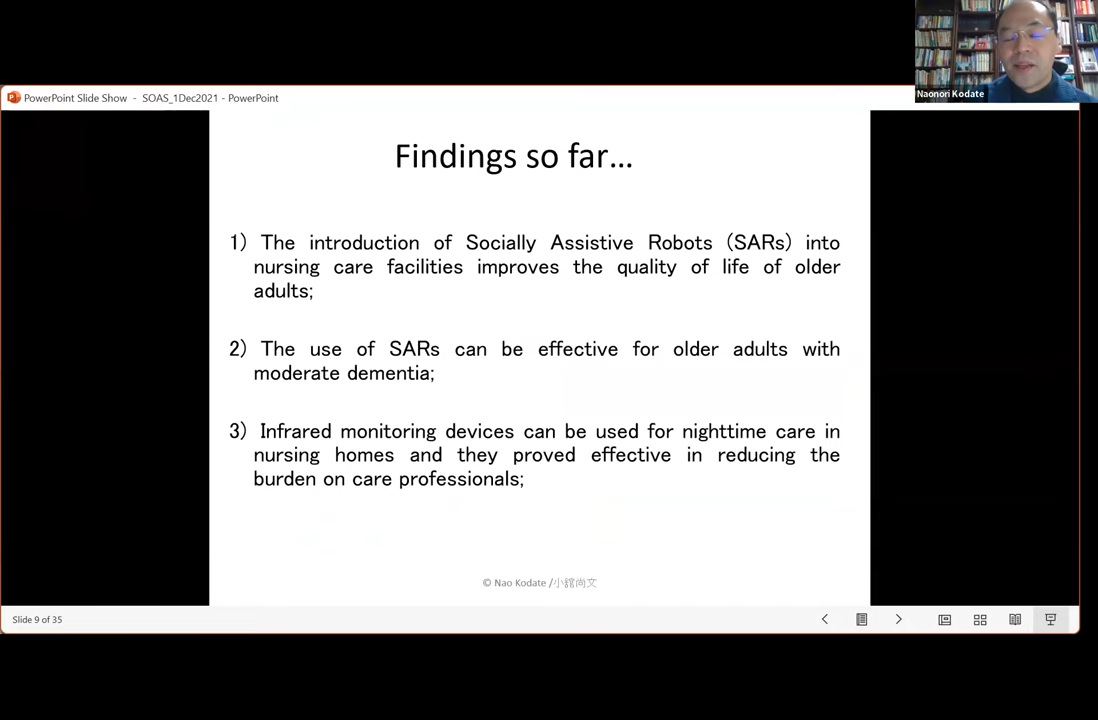 Naonori Kodate
PowerPoint Slide Show - SOAS_1Dec2021 - PowerPoint
Findings so far...
1) The introduction of Socially Assistive Robots (SARs) into
nursing care facilities improves the quality of life of older
adults;
2) The use of SARs can be effective for older adults with
moderate dementia;
3) Infrared monitoring devices can be used for nighttime care in
nursing homes and they proved effective in reducing the
burden on care professionals;
© Nao Kodate /小舘尚文
Slide 9 of 35